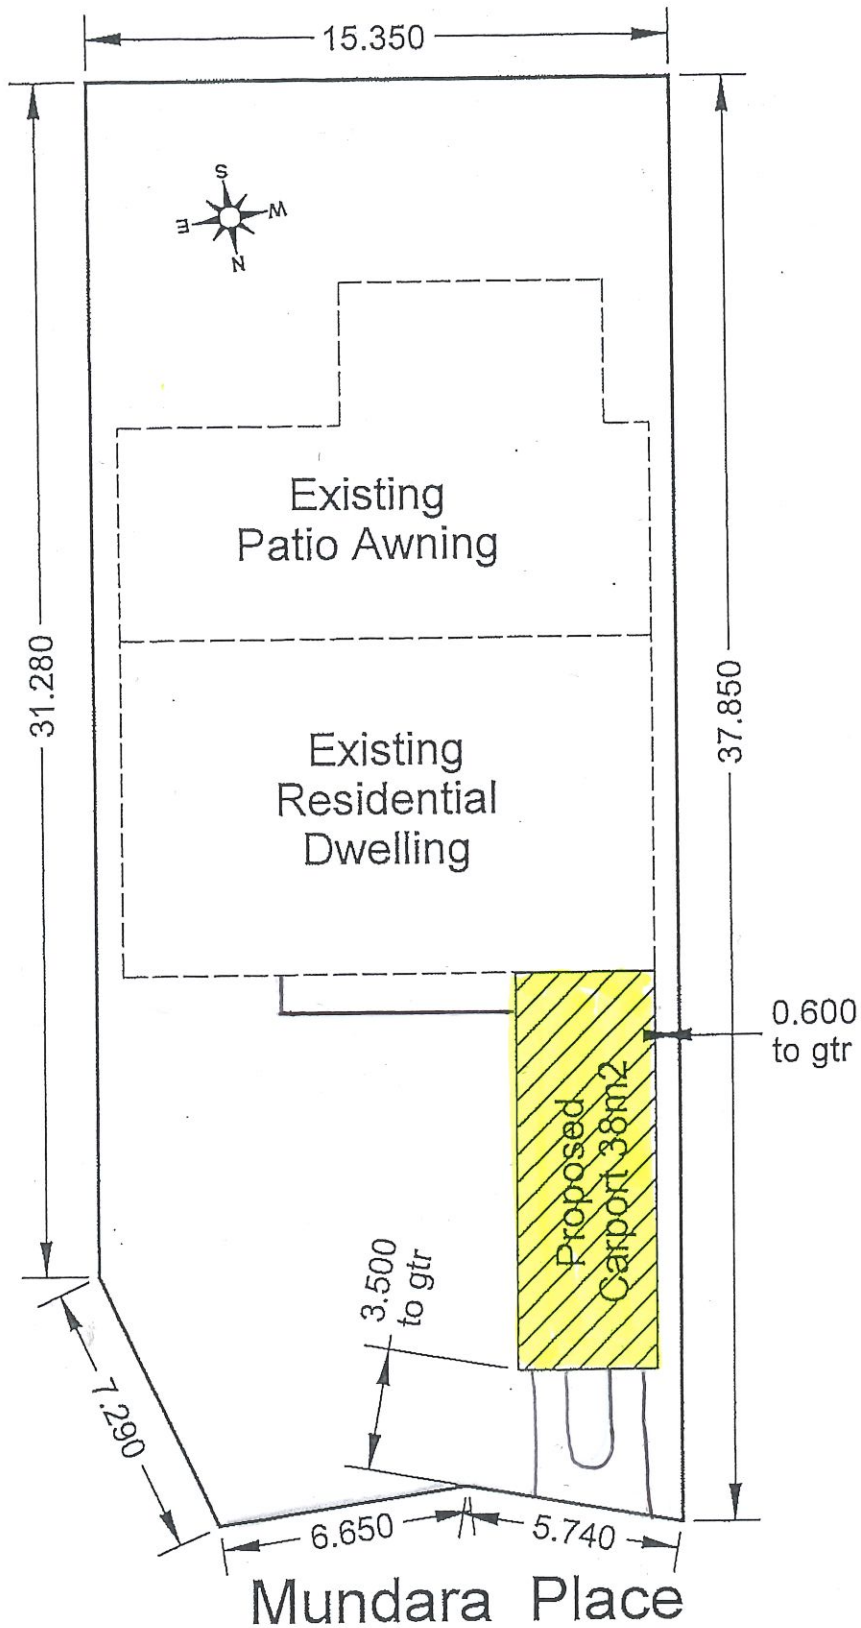 15.350
S
W
E
N
Existing
Patio Awning
31.280
37.850
Existing
Residential
Dwelling
0.600
to gtr
Proposed
Carport 38m2
3.500
to gtr
7.290
6.650
5.740
Mundara Place